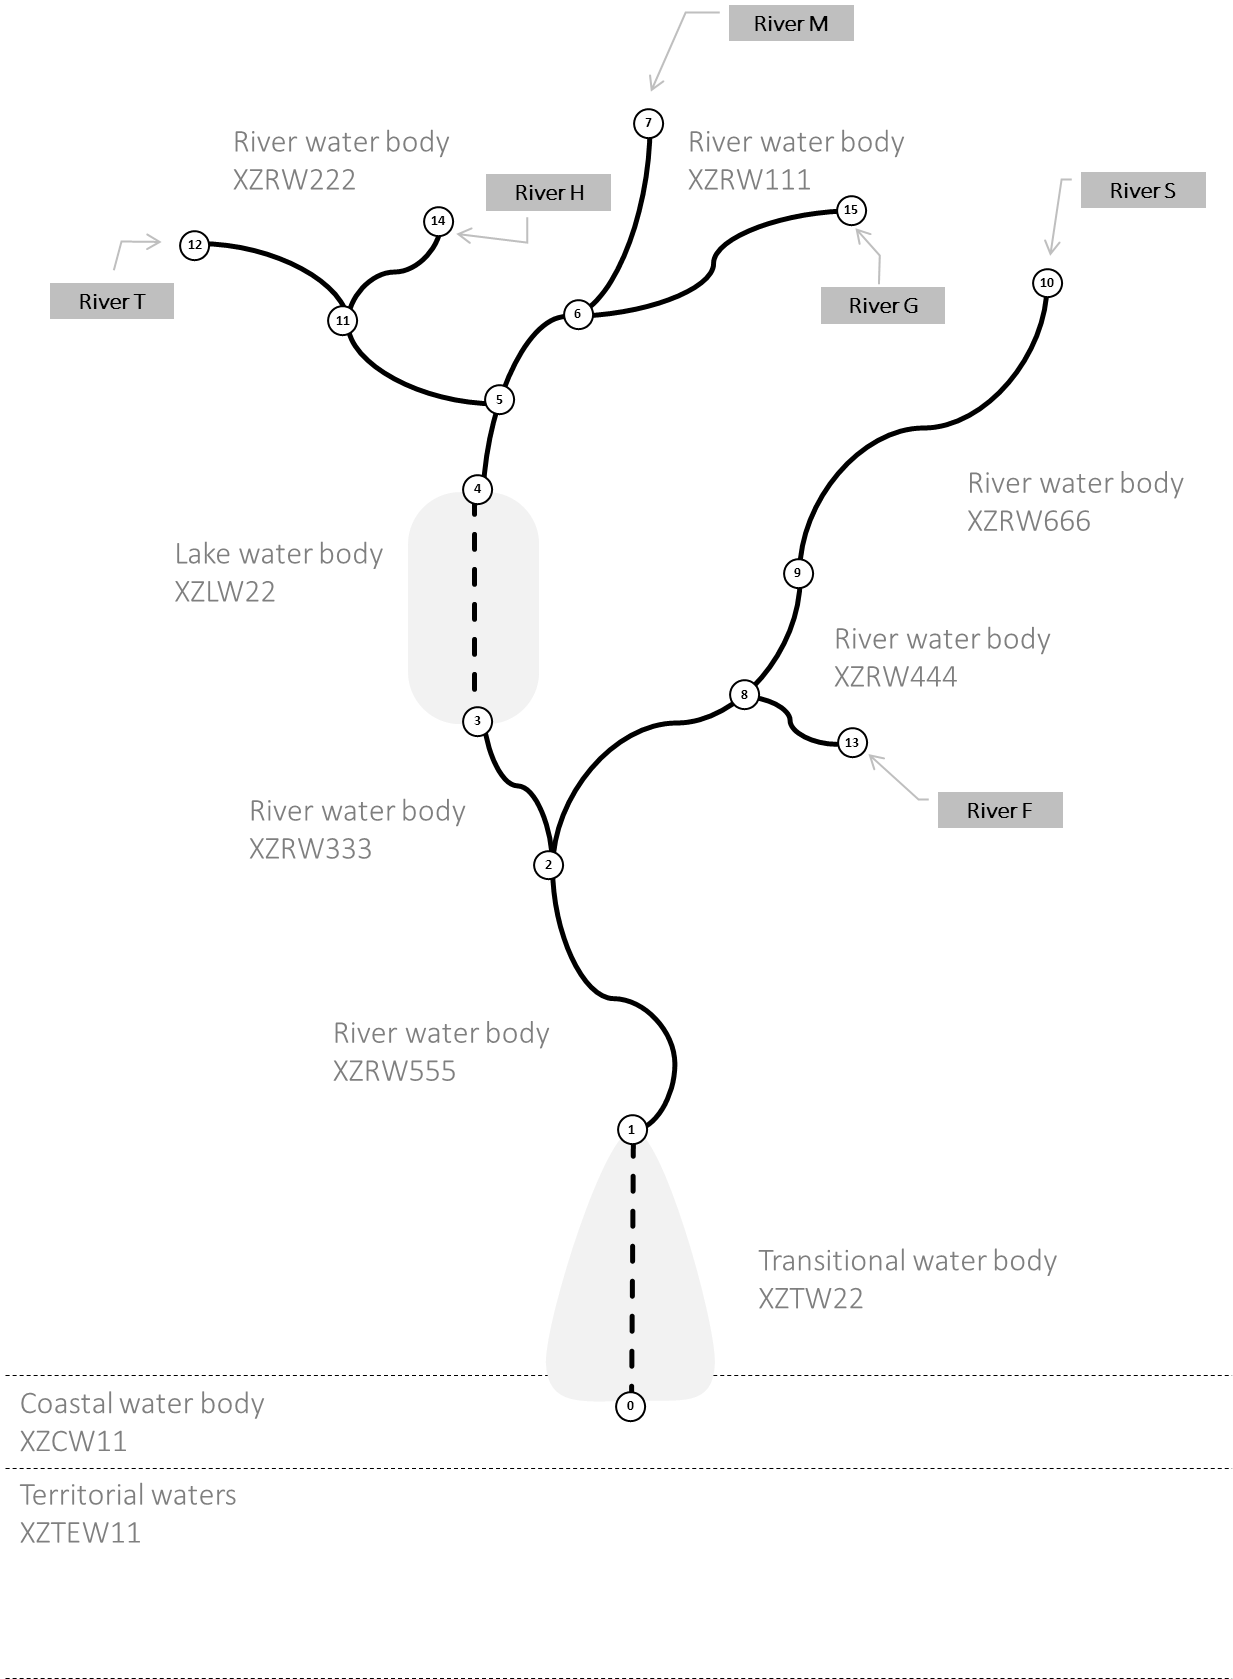 River M
7
River water body
XZRW222
River water body
XZRW111
River H
River S
14
15
12
River T
River G
10
11
6
5
4
River water body
XZRW666
Lake water body
XZLW22
9
River water body
XZRW444
8
3
13
River F
River water body
XZRW333
2
River water body
XZRW555
1
Transitional water body
XZTW22
Coastal water body
XZCW11
0
Territorial waters
XZTEW11